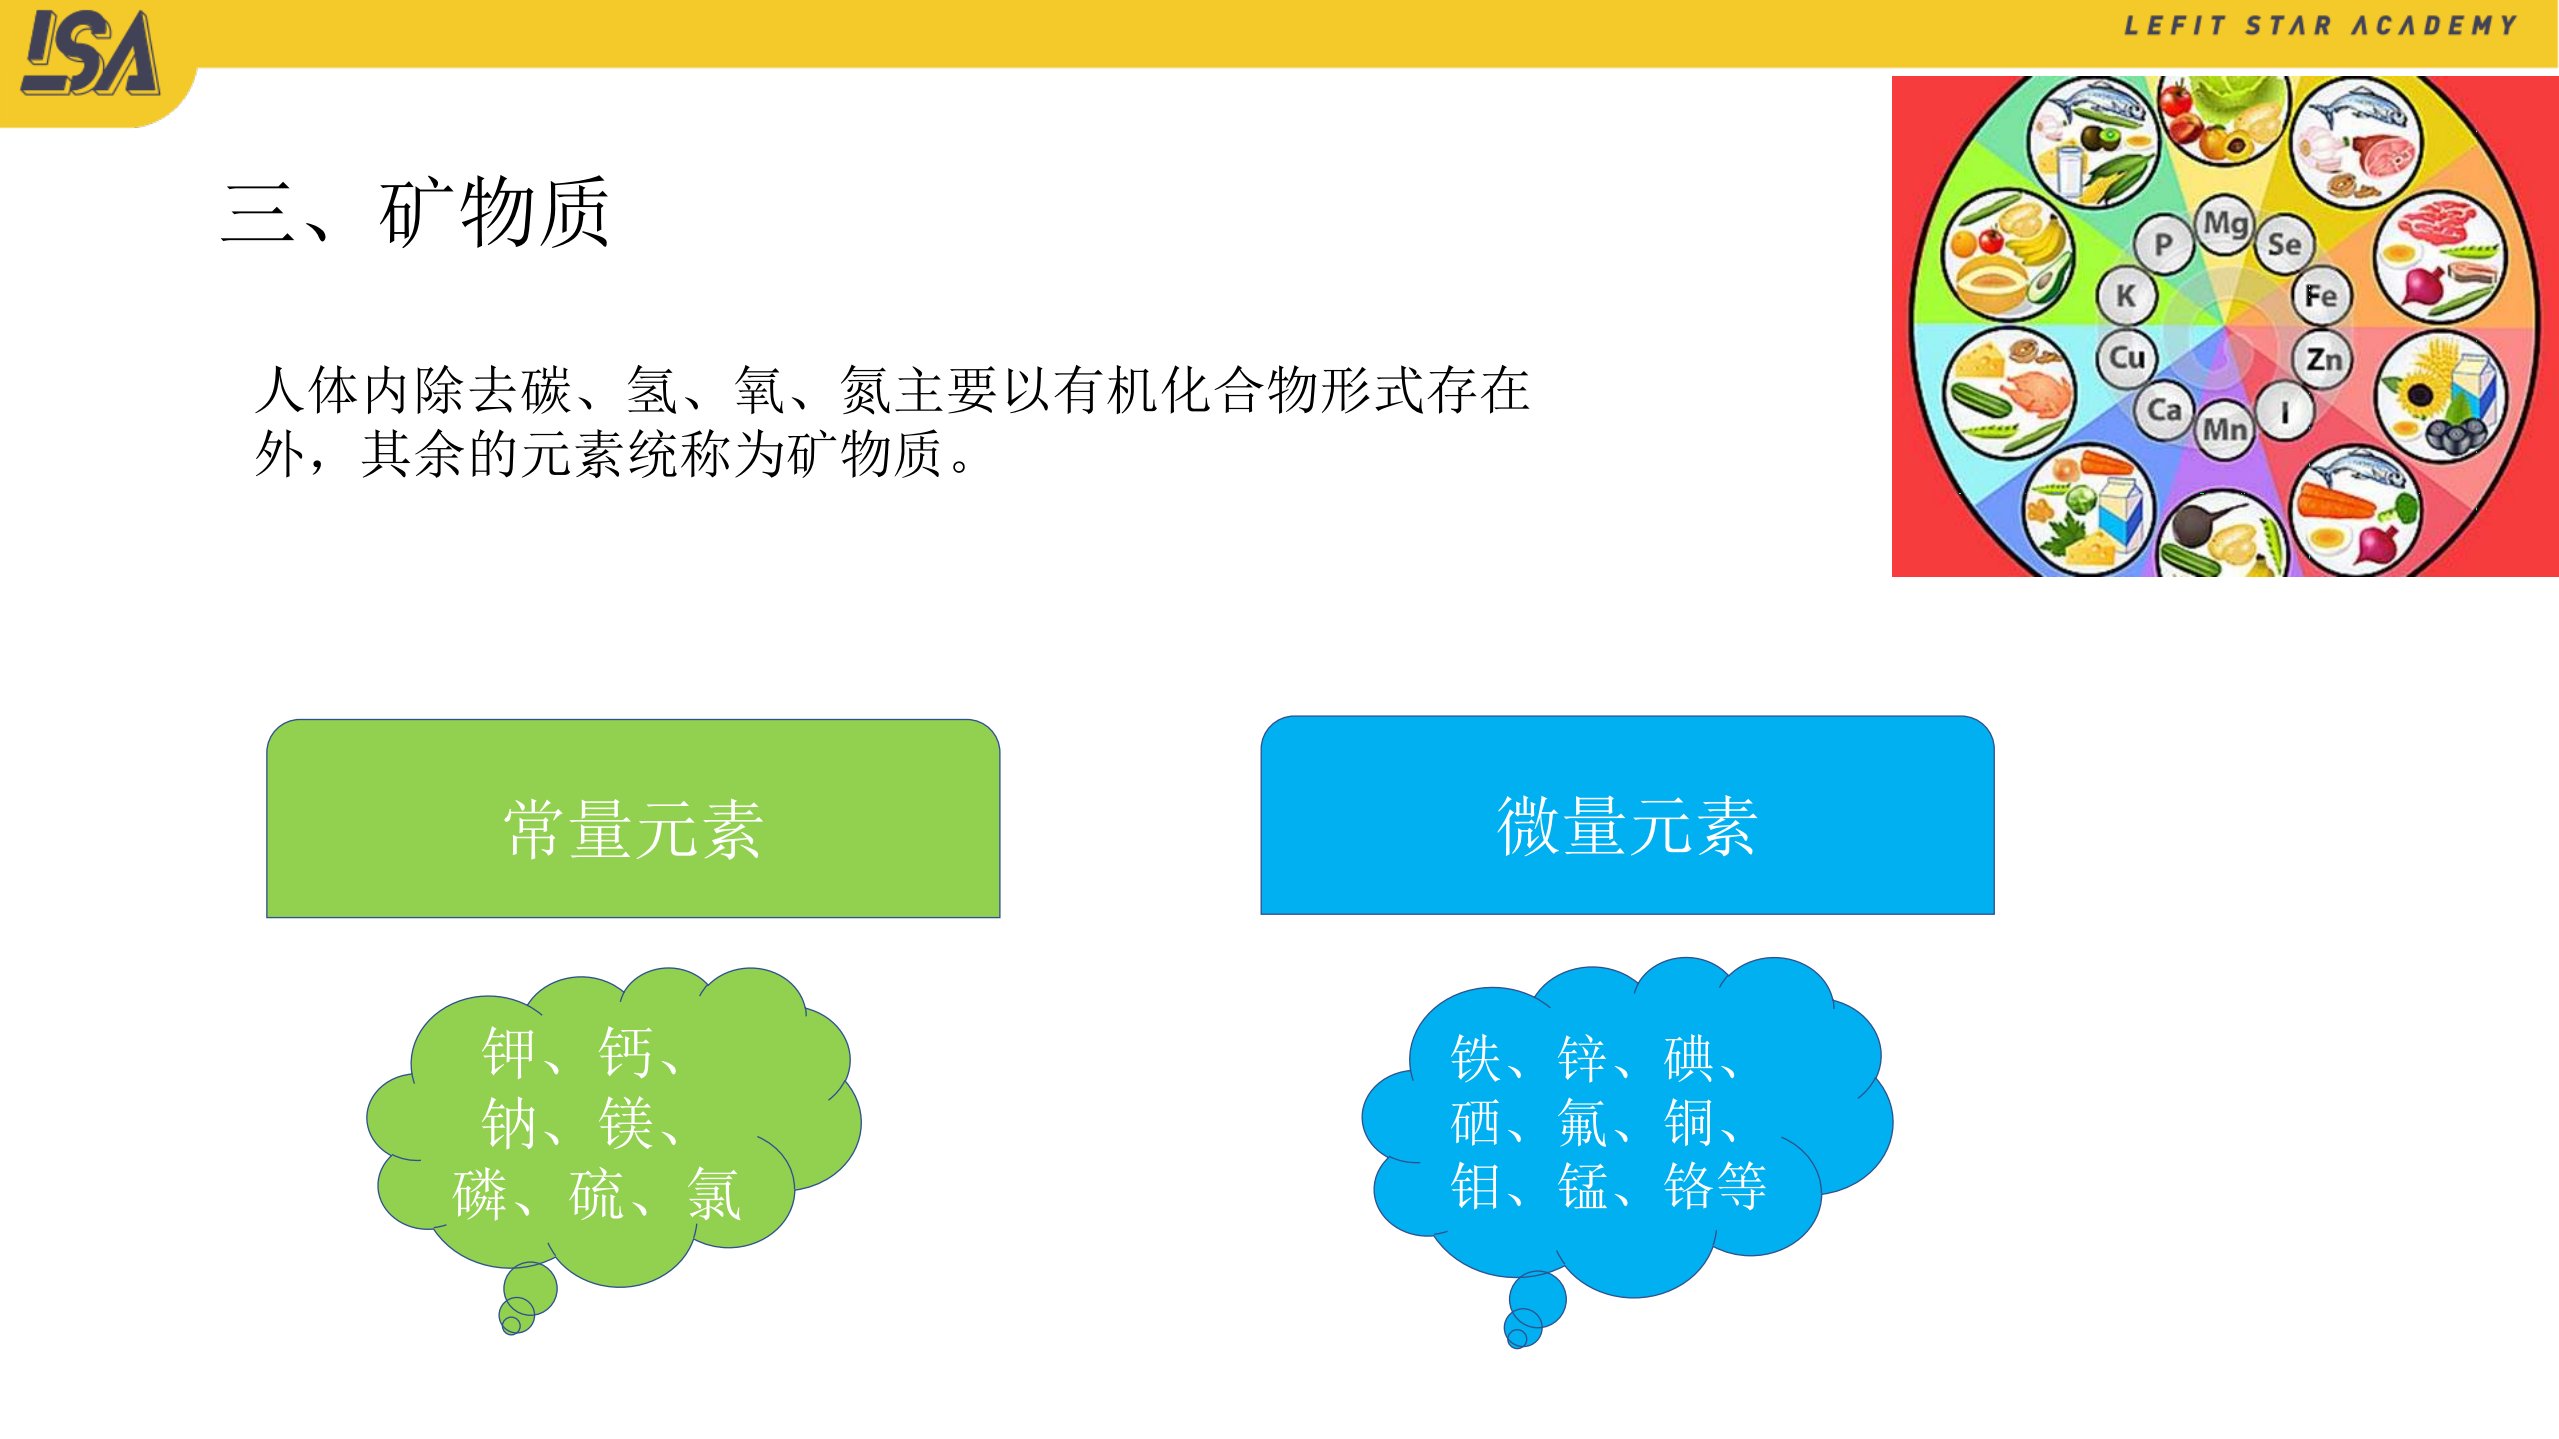 LSA
LEFIT STAR ACADEMY
三、矿物质
人体内除去碳、氢、氧、氮主要以有机化合物形式存在
外，其余的元素统称为矿物质。
Mg
P
Se
K
Fe
Cu
Zn
Ca
I
Mn
常量元素
微量元素
钾、钙、
钠、镁、
磷、硫、氯
铁、锌、碘、
硒、氟、铜、
钼、锰、铬等